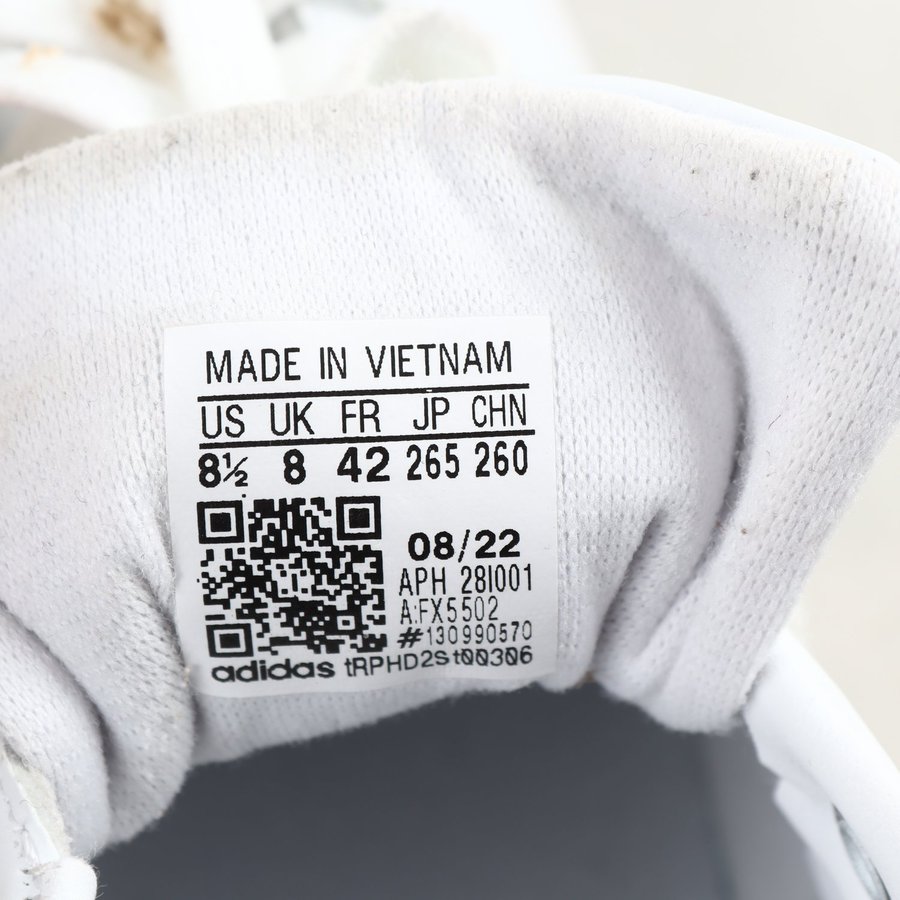 MADE IN VIETNAM
US UK FR JP CHN
8½ 8 42 265 260
08/22
APH 28I001
A:FX5502
#130990570
adidas tRPHD2St00306